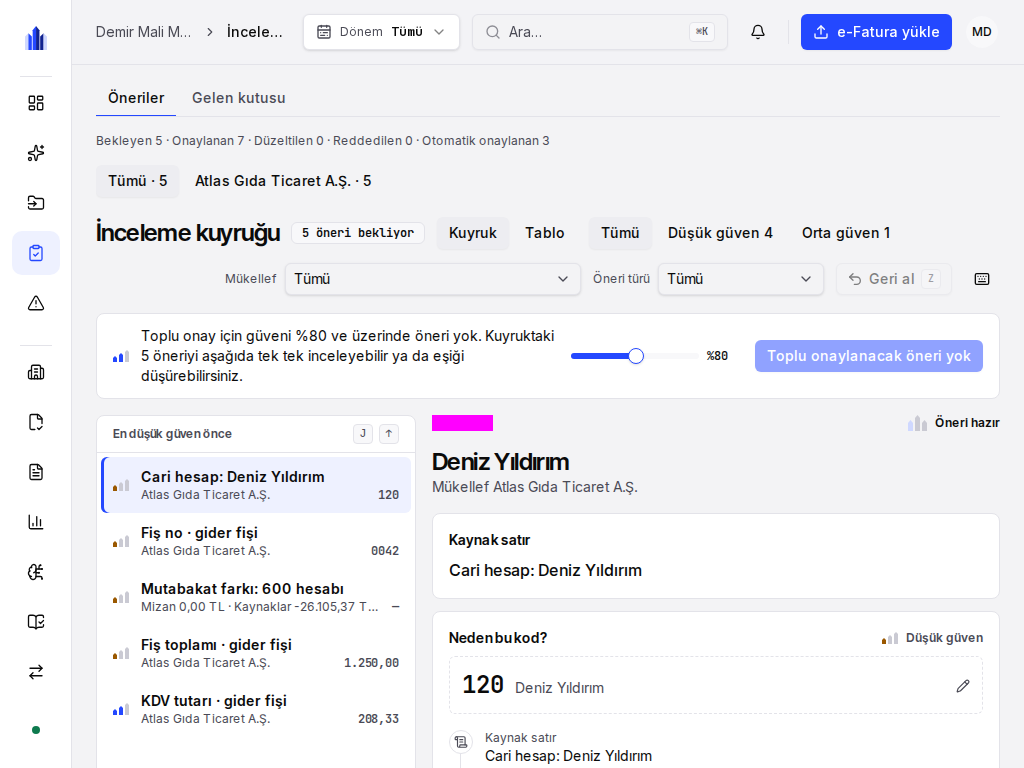 Demir Mali M... > İncele...
Dönem Tümü
Ara...
⌘K
e-Fatura yükle
MD
Öneriler
Gelen kutusu
Bekleyen 5 · Onaylanan 7 · Düzeltilen 0 · Reddedilen 0 · Otomatik onaylanan 3
Tümü · 5
Atlas Gıda Ticaret A.Ş. · 5
İnceleme kuyruğu
5 öneri bekliyor
Kuyruk
Tablo
Tümü
Düşük güven 4
Orta güven 1
Mükellef
Tümü
Öneri türü
Tümü
Geri al Z
Toplu onay için güveni %80 ve üzerinde öneri yok. Kuyruktaki
5 öneriyi aşağıda tek tek inceleyebilir ya da eşiği
düşürebilirsiniz.
%80
Toplu onaylanacak öneri yok
En düşük güven önce
J ↑
Cari hesap: Deniz Yıldırım
Atlas Gıda Ticaret A.Ş. 120
Fiş no · gider fişi
Atlas Gıda Ticaret A.Ş. 0042
Mutabakat farkı: 600 hesabı
Mizan 0,00 TL · Kaynaklar -26.105,37 T... —
Fiş toplamı · gider fişi
Atlas Gıda Ticaret A.Ş. 1.250,00
KDV tutarı · gider fişi
Atlas Gıda Ticaret A.Ş. 208,33
Öneri hazır
Deniz Yıldırım
Mükellef Atlas Gıda Ticaret A.Ş.
Kaynak satır
Cari hesap: Deniz Yıldırım
Neden bu kod?
Düşük güven
120 Deniz Yıldırım
Kaynak satır
Cari hesap: Deniz Yıldırım